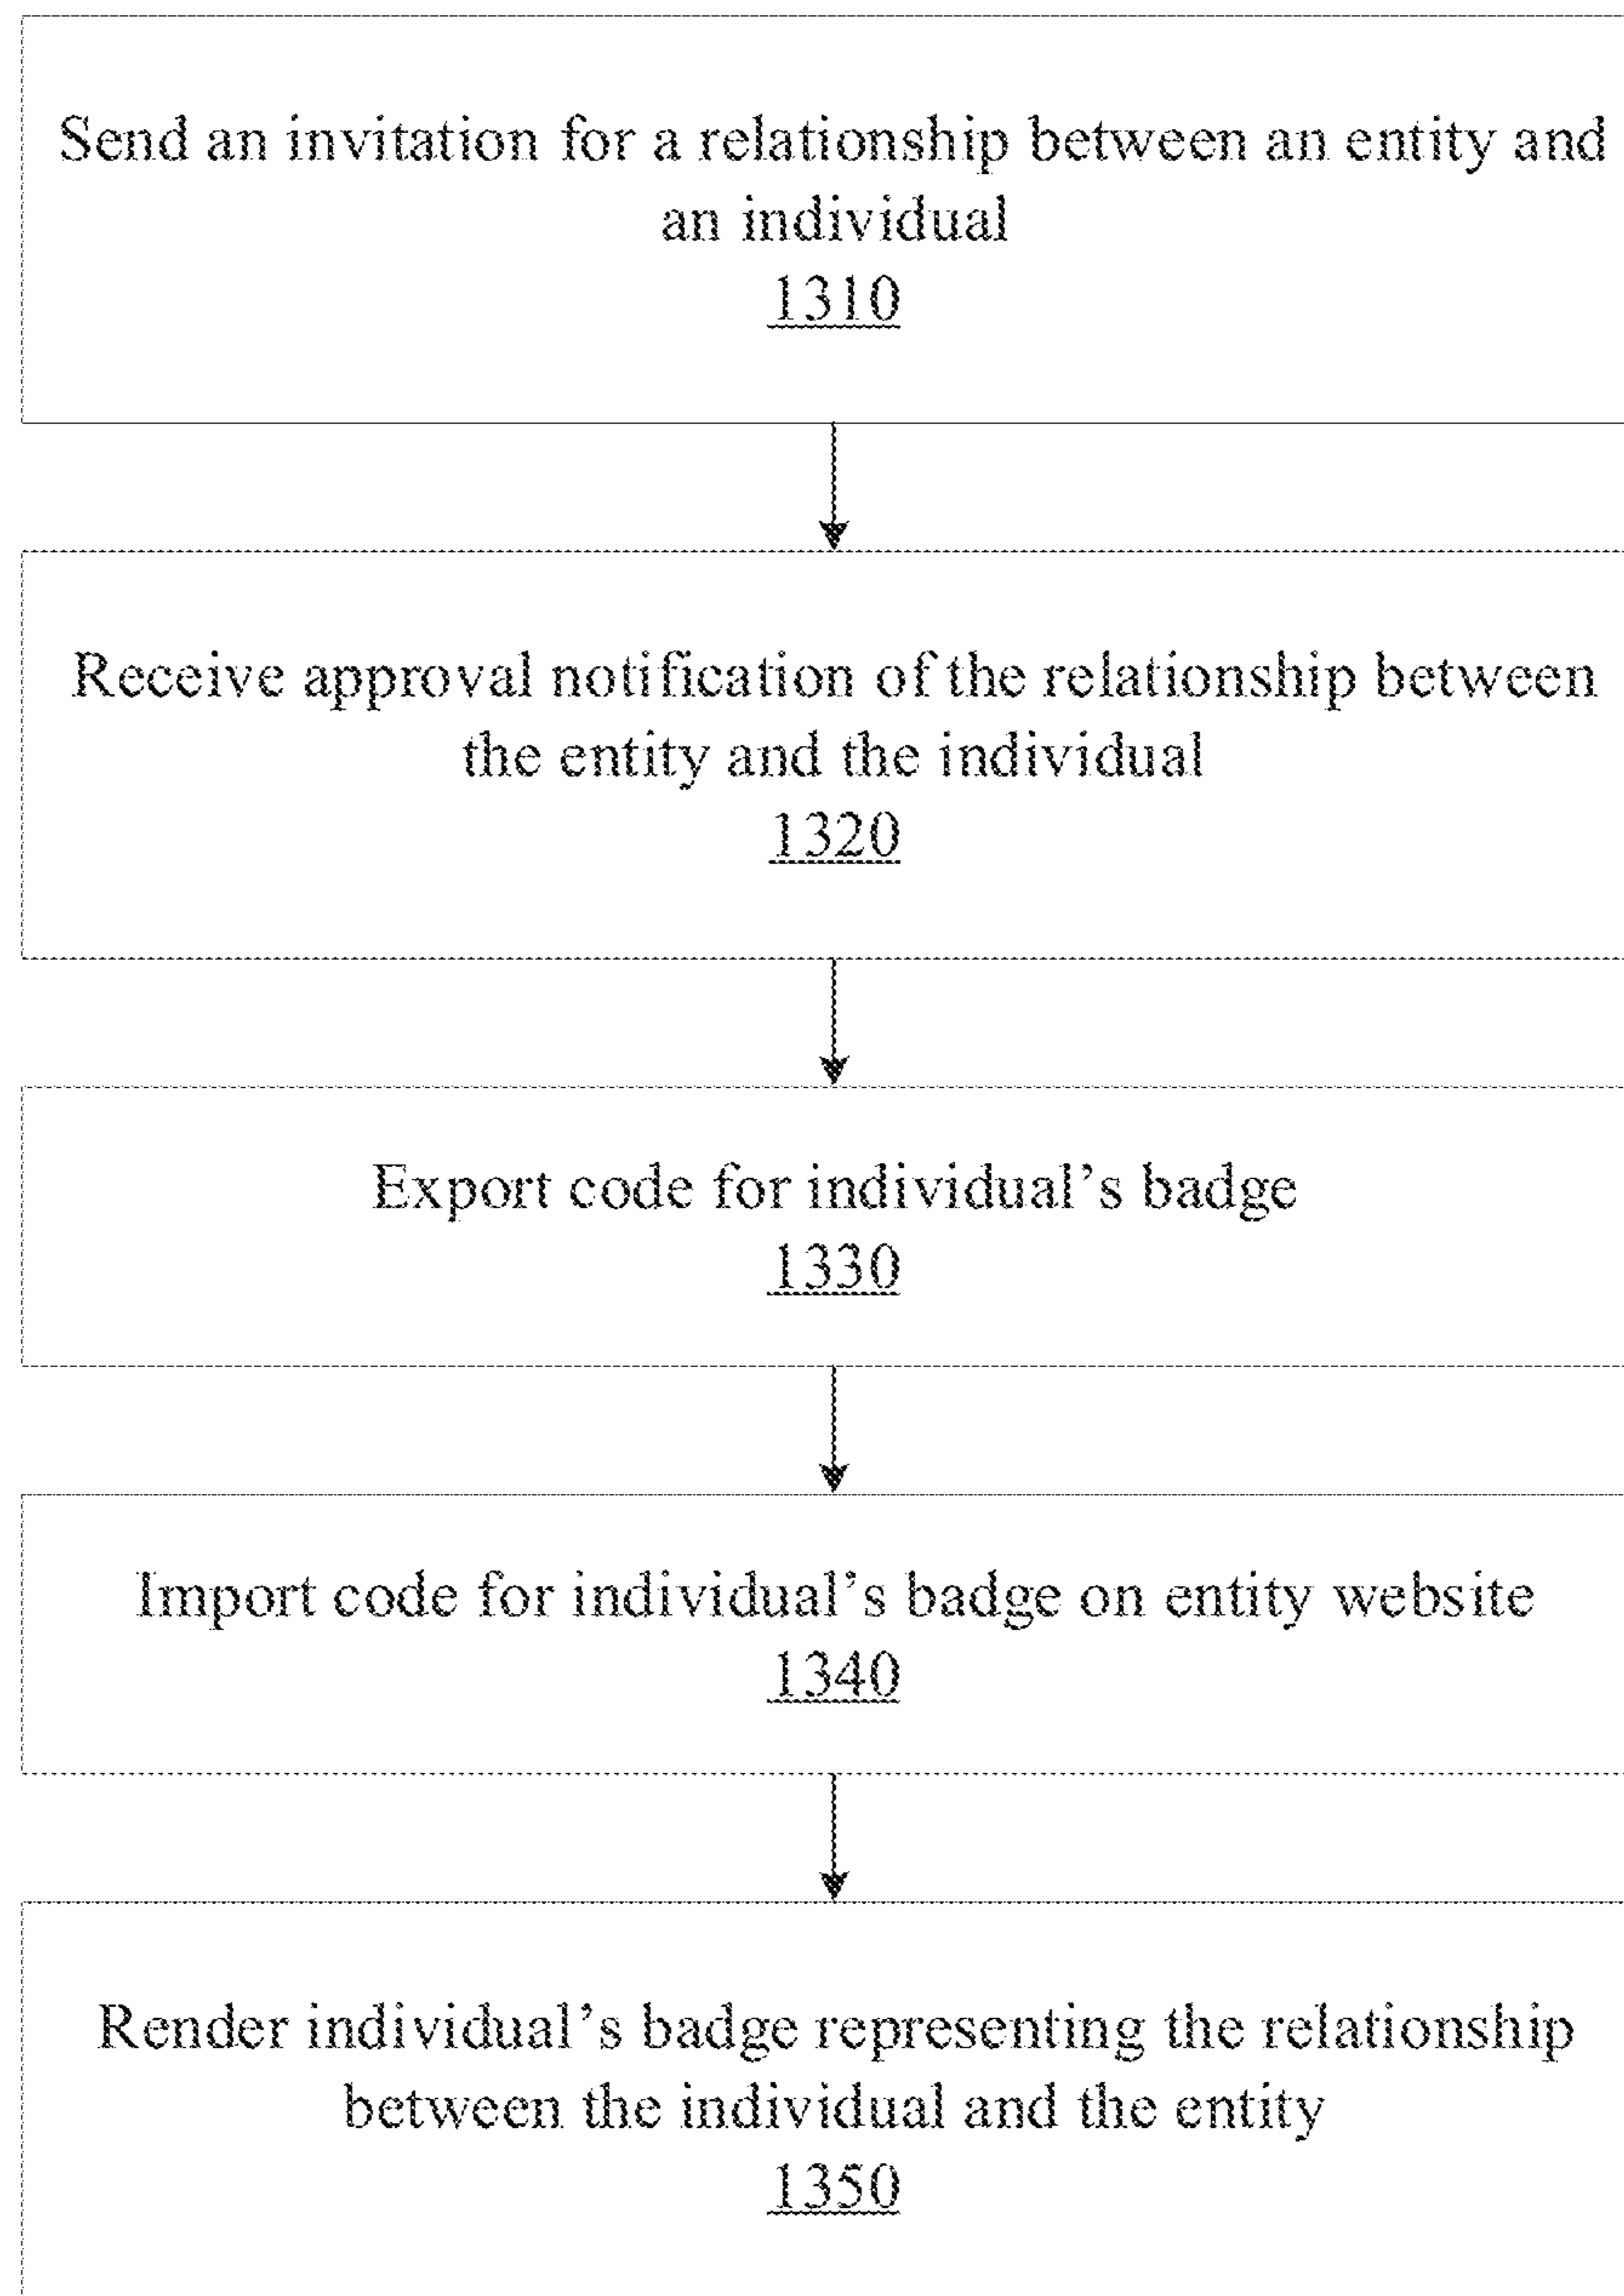 Send an invitation for a relationship between an entity and
an individual
1310
Receive approval notification of the relationship between
the entity and the individual
1320
Export code for individual’s badge
1330
Import code for individual’s badge on entity website
1340
Render individual’s badge representing the relationship
between the individual and the entity
1350